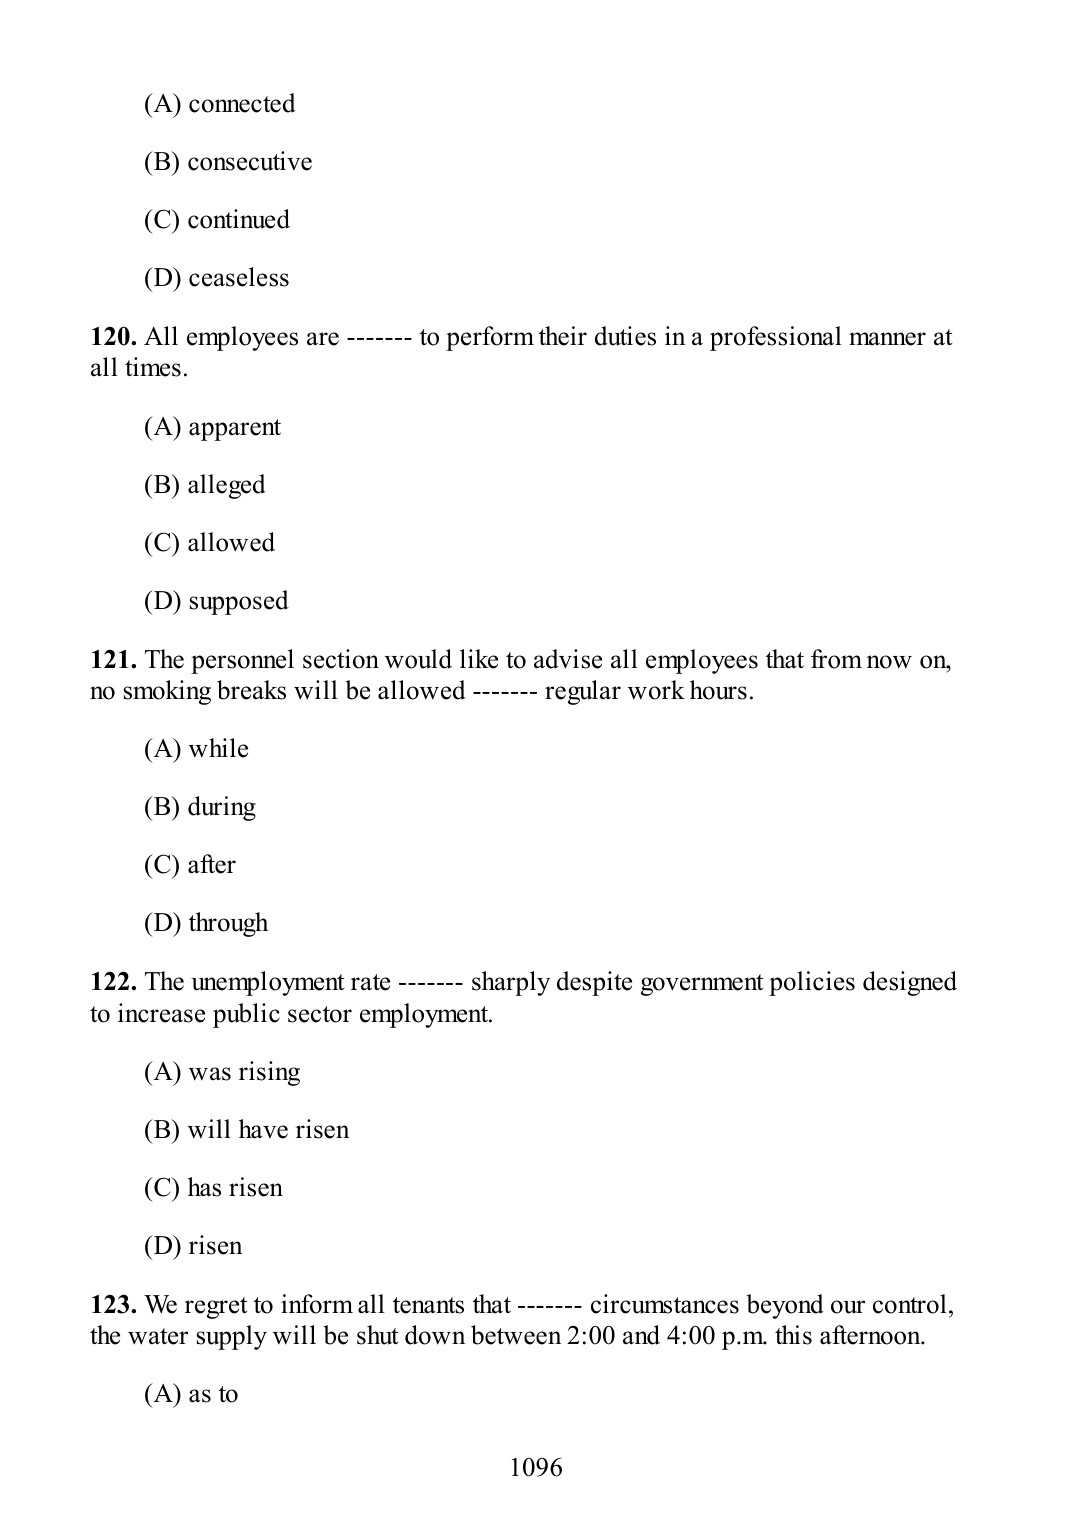 (A) connected
(B) consecutive
(C) continued
(D) ceaseless
120. All employees are ------- to perform their duties in a professional manner at
all times.
(A) apparent
(B) alleged
(C) allowed
(D) supposed
121. The personnel section would like to advise all employees that from now on,
no smoking breaks will be allowed ------- regular work hours.
(A) while
(B) during
(C) after
(D) through
122. The unemployment rate ------- sharply despite government policies designed
to increase public sector employment.
(A) was rising
(B) will have risen
(C) has risen
(D) risen
123. We regret to inform all tenants that ------- circumstances beyond our control,
the water supply will be shut down between 2:00 and 4:00 p.m. this afternoon.
(A) as to
1096